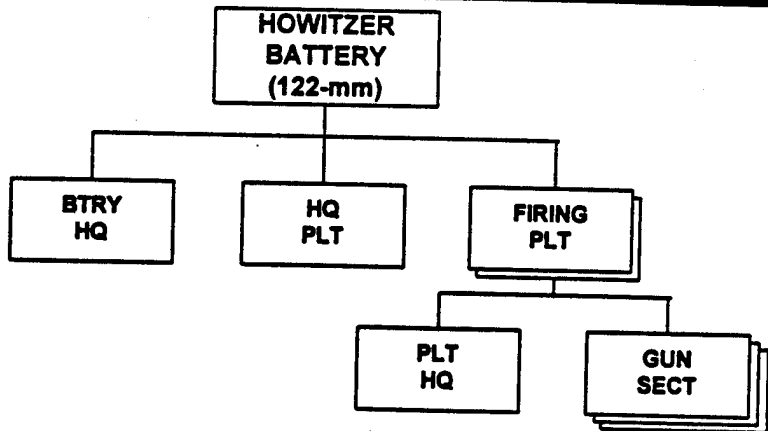 HOWITZER
BATTERY
(122-mm)
BTRY
HQ
HQ
PLT
FIRING
PLT
PLT
HQ
GUN
SECT